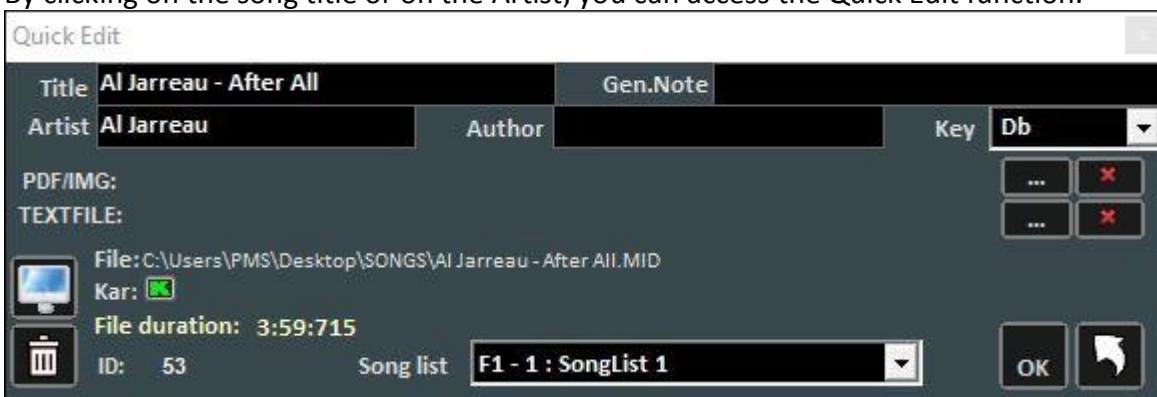 By clicking on the song title or on the Artist, you can access the Quick Edit function.
Quick Edit
Title Al Jarreau - After All Gen.Note
Artist Al Jarreau Author Key Db
PDF/IMG: ...
TEXTFILE: ...
File: C:\Users\PMS\Desktop\SONGS\Al Jarreau - After All.MID
Kar: K
File duration: 3:59:715
ID: 53 Song list F1 - 1 : SongList 1 OK